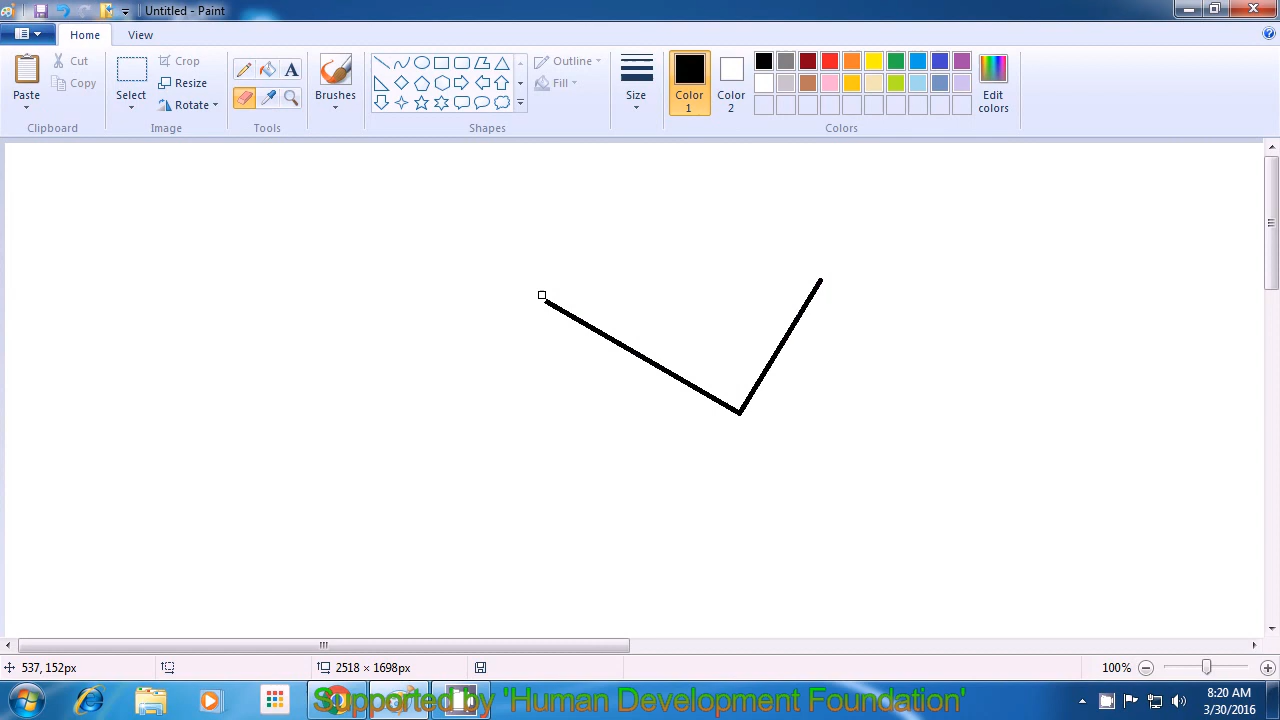 Untitled - Paint
Home View
Paste
Cut
Copy
Clipboard
Select
Crop
Resize
Rotate
Image
A
Tools
Brushes
Shapes
Outline
Fill
Size
Color 1
Color 2
Edit colors
Colors
537, 152px
2518 × 1698px
100%
Supported by 'Human Development Foundation'
8:20 AM
3/30/2016